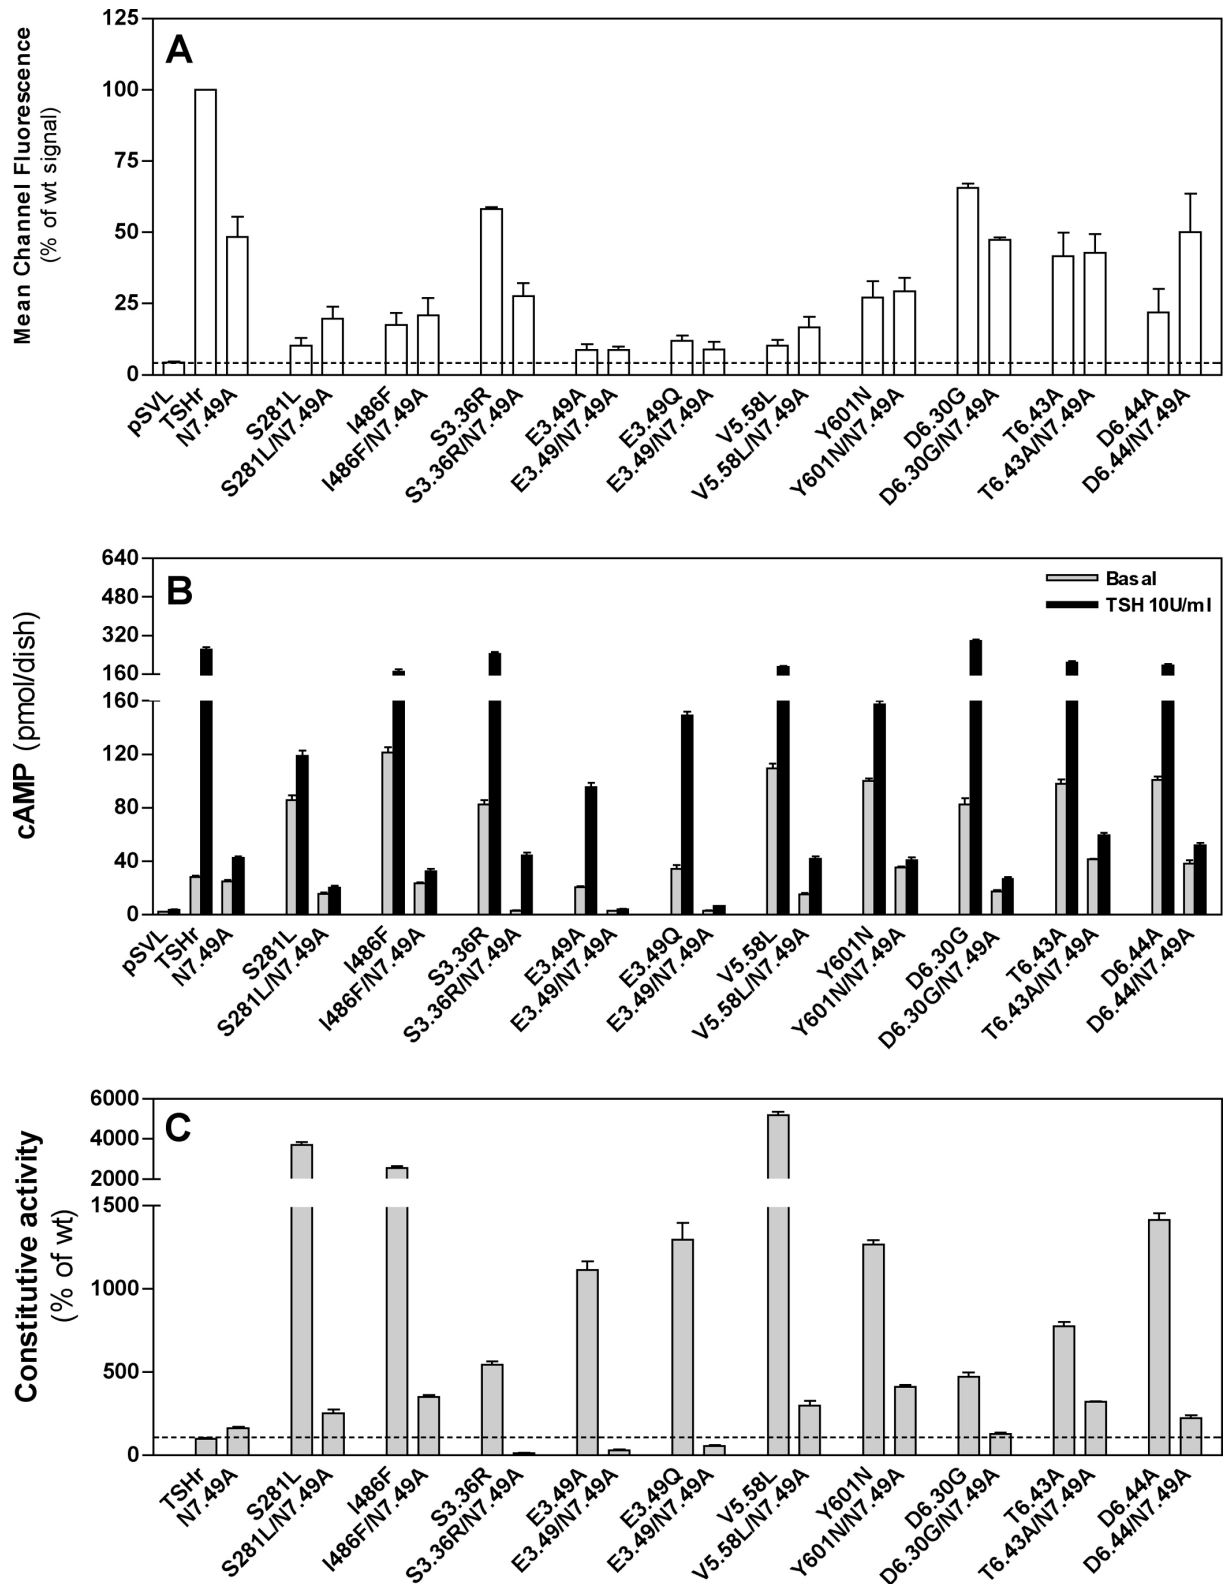 A
Mean Channel Fluorescence
(% of wt signal)
125
100
75
50
25
0
pSVL
TSHr
N7.49A
S281L
S281L/N7.49A
I486F
I486F/N7.49A
S3.36R
S3.36R/N7.49A
E3.49A
E3.49/N7.49A
E3.49Q
E3.49/N7.49A
V5.58L
V5.58L/N7.49A
Y601N
Y601N/N7.49A
D6.30G
D6.30G/N7.49A
T6.43A
T6.43A/N7.49A
D6.44A
D6.44/N7.49A
B
cAMP (pmol/dish)
640
480
320
160
160
120
80
40
0
Basal
TSH 10U/ml
pSVL
TSHr
N7.49A
S281L
S281L/N7.49A
I486F
I486F/N7.49A
S3.36R
S3.36R/N7.49A
E3.49A
E3.49/N7.49A
E3.49Q
E3.49/N7.49A
V5.58L
V5.58L/N7.49A
Y601N
Y601N/N7.49A
D6.30G
D6.30G/N7.49A
T6.43A
T6.43A/N7.49A
D6.44A
D6.44/N7.49A
C
Constitutive activity
(% of wt)
6000
4000
2000
1500
1000
500
0
TSHr
N7.49A
S281L
S281L/N7.49A
I486F
I486F/N7.49A
S3.36R
S3.36R/N7.49A
E3.49A
E3.49/N7.49A
E3.49Q
E3.49/N7.49A
V5.58L
V5.58L/N7.49A
Y601N
Y601N/N7.49A
D6.30G
D6.30G/N7.49A
T6.43A
T6.43A/N7.49A
D6.44A
D6.44/N7.49A